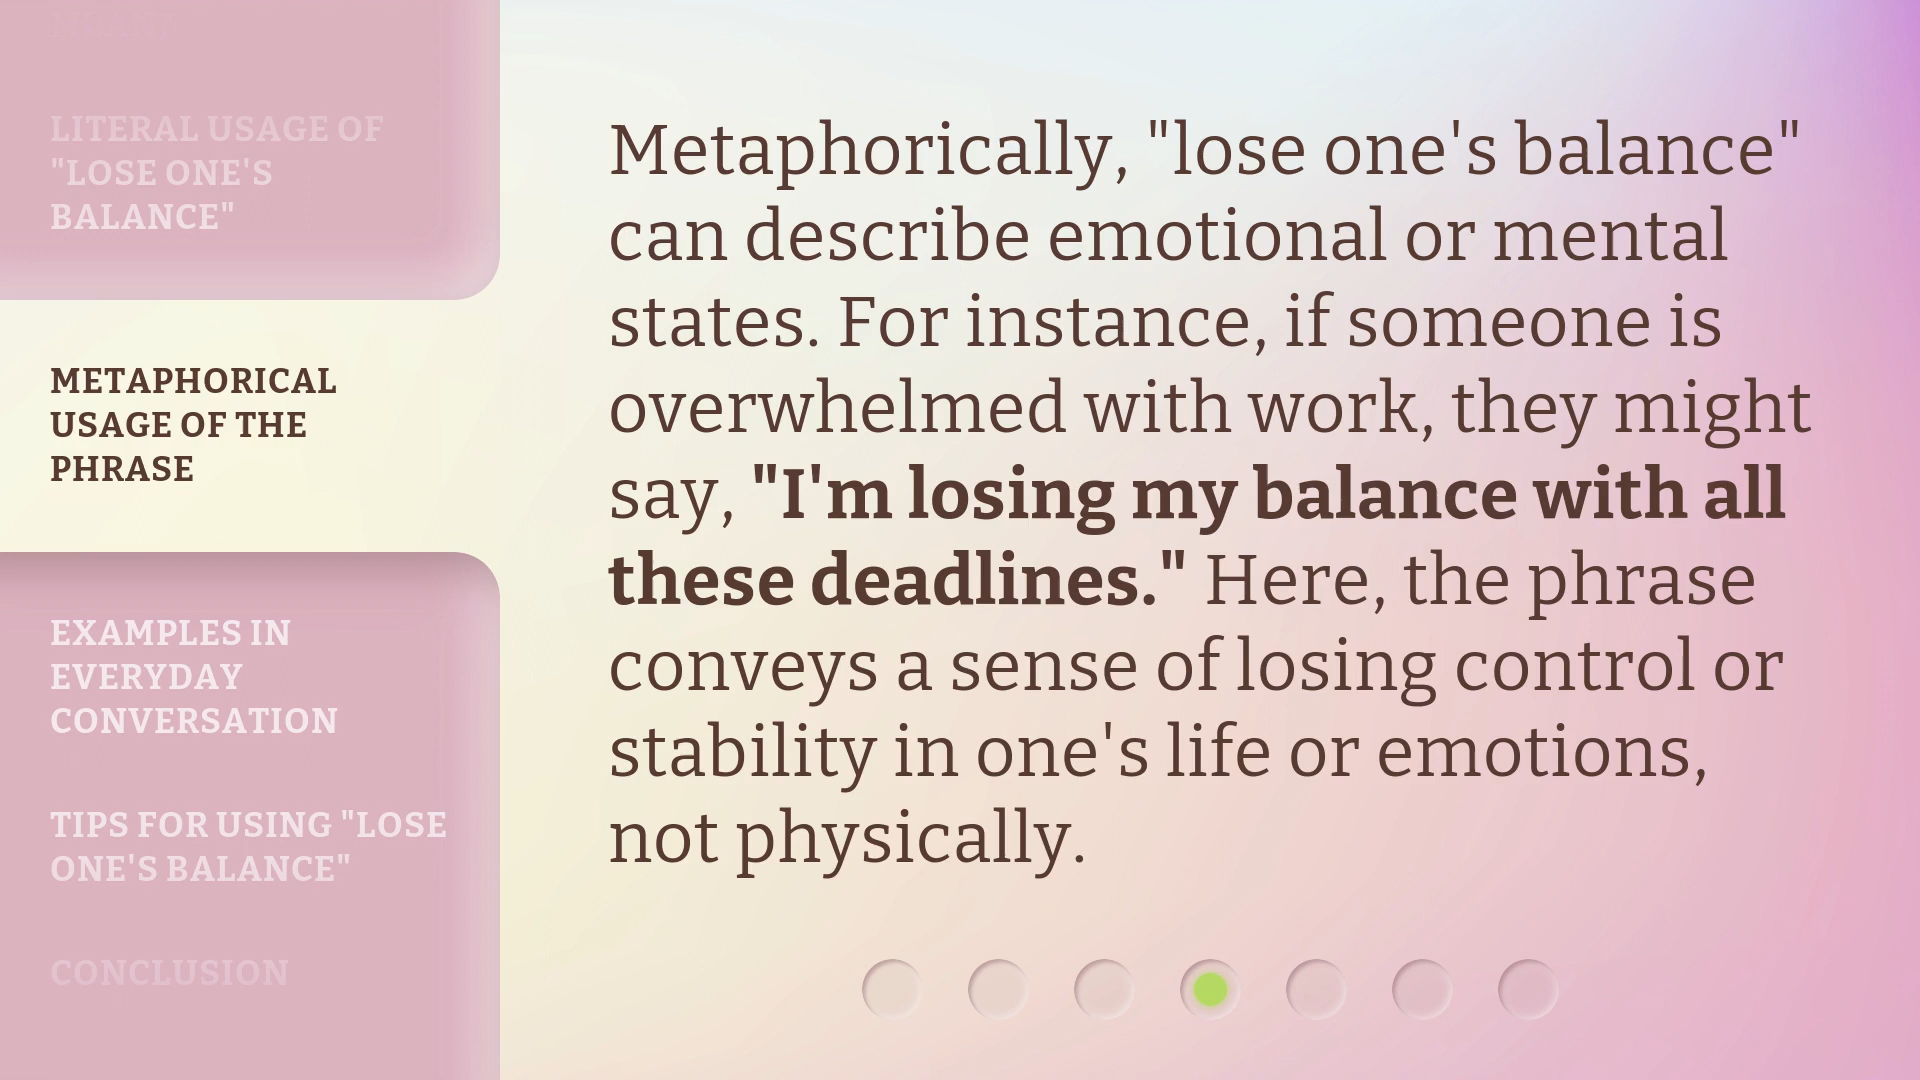 LITERAL USAGE OF
"LOSE ONE'S
BALANCE"
METAPHORICAL
USAGE OF THE
PHRASE
EXAMPLES IN
EVERYDAY
CONVERSATION
TIPS FOR USING "LOSE
ONE'S BALANCE"
CONCLUSION
Metaphorically, "lose one's balance"
can describe emotional or mental
states. For instance, if someone is
overwhelmed with work, they might
say, "I'm losing my balance with all
these deadlines." Here, the phrase
conveys a sense of losing control or
stability in one's life or emotions,
not physically.